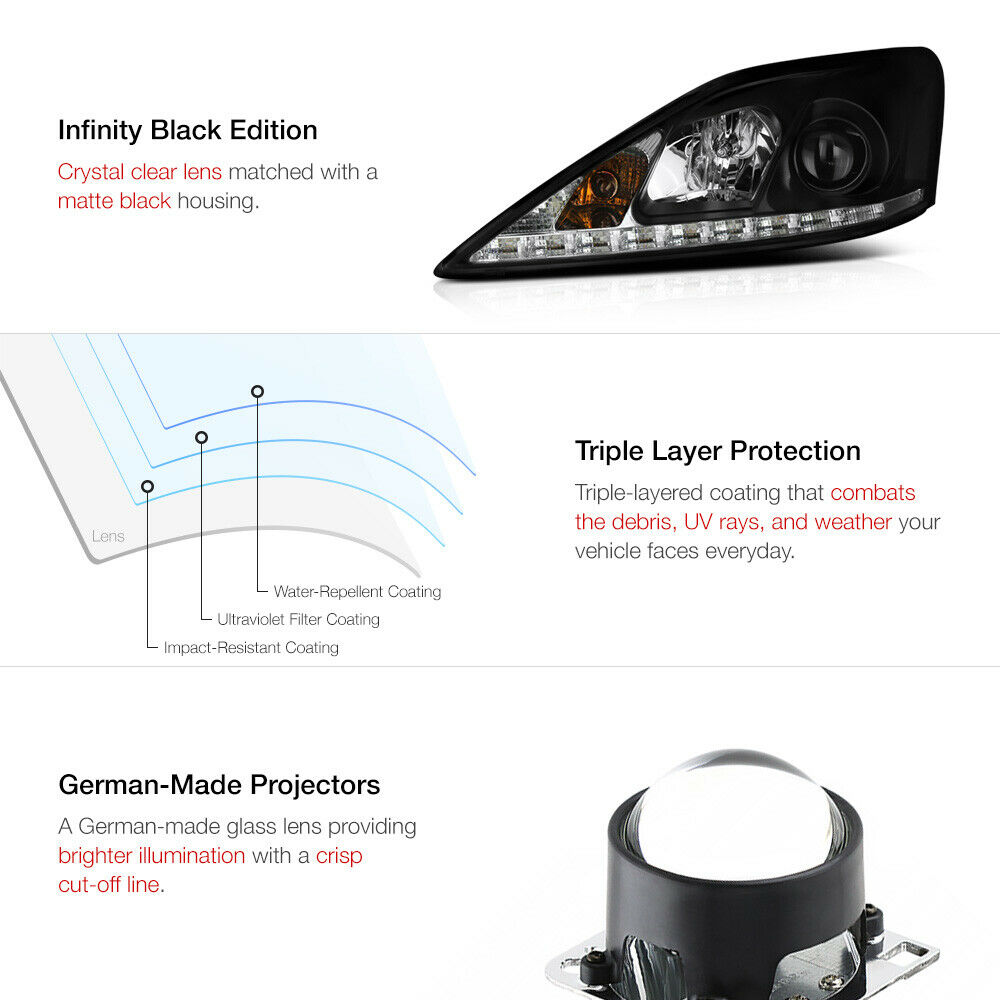 Infinity Black Edition
Crystal clear lens matched with a
matte black housing.
Lens
Water-Repellent Coating
Ultraviolet Filter Coating
Impact-Resistant Coating
Triple Layer Protection
Triple-layered coating that combats
the debris, UV rays, and weather your
vehicle faces everyday.
German-Made Projectors
A German-made glass lens providing
brighter illumination with a crisp
cut-off line.